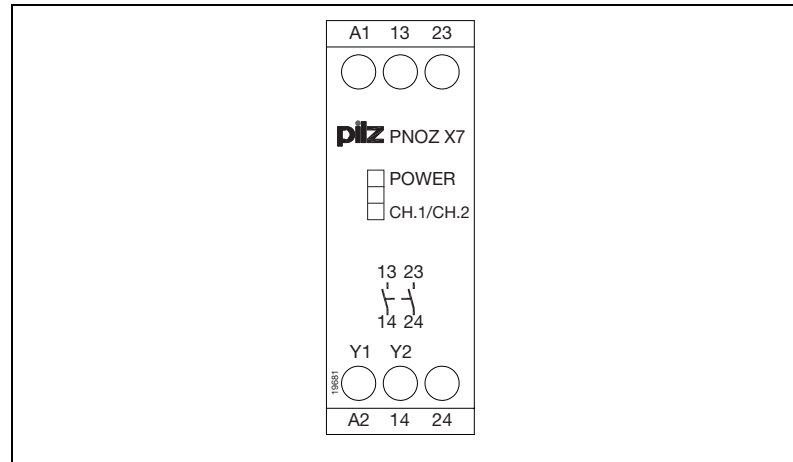 A1 13 23
pilz PNOZ X7
POWER
CH.1/CH.2
13 23
14 24
Y1 Y2
19681
A2 14 24